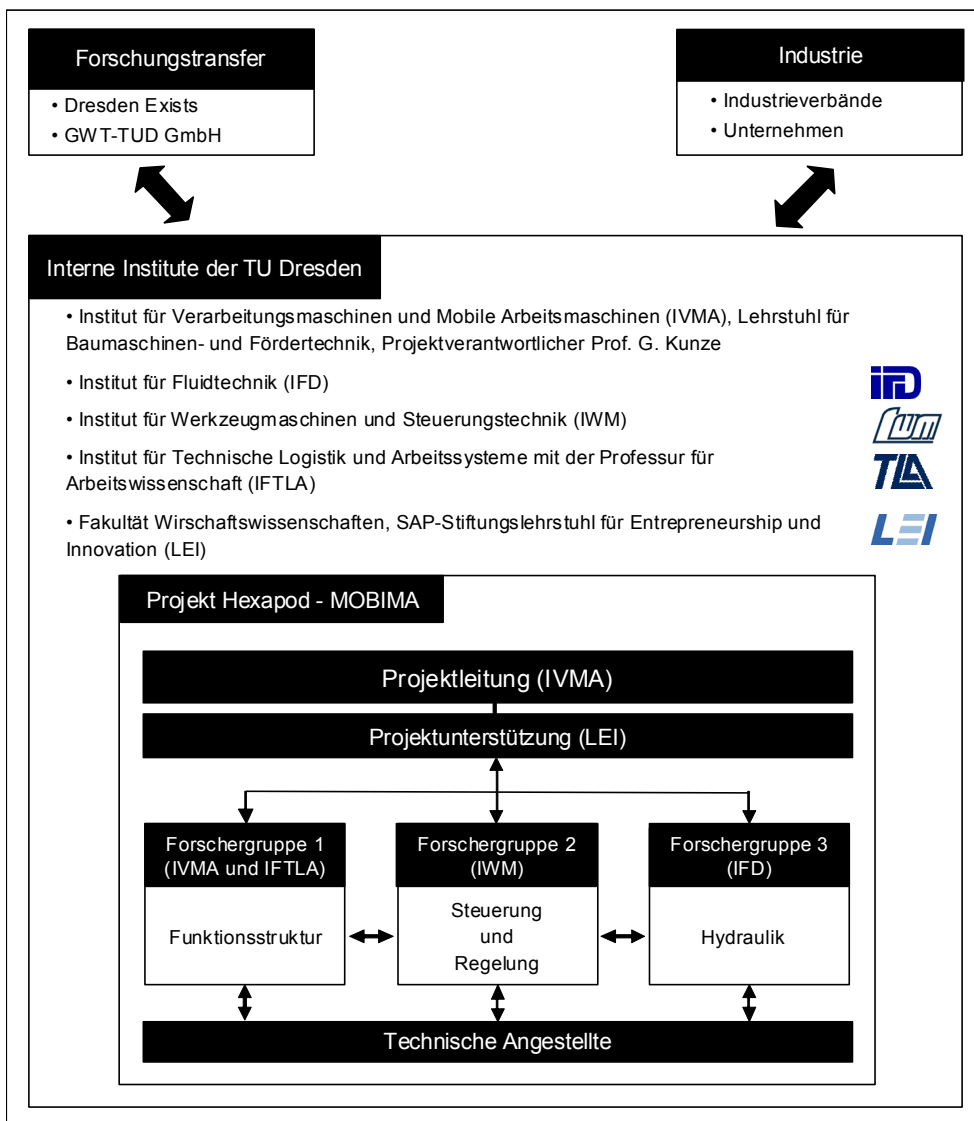 Forschungstransfer
• Dresden Exists
• GWT-TUD GmbH
Industrie
• Industrieverbände
• Unternehmen
Interne Institute der TU Dresden
• Institut für Verarbeitungsmaschinen und Mobile Arbeitsmaschinen (IVMA), Lehrstuhl für
Baumaschinen- und Fördertechnik, Projektverantwortlicher Prof. G. Kunze
• Institut für Fluidtechnik (IFD)
IFD
• Institut für Werkzeugmaschinen und Steuerungstechnik (IWM)
IWM
• Institut für Technische Logistik und Arbeitssysteme mit der Professur für
Arbeitswissenschaft (IFTLA)
TLA
• Fakultät Wirschaftswissenschaften, SAP-Stiftungslehrstuhl für Entrepreneurship und
Innovation (LEI)
LEI
Projekt Hexapod - MOBIMA
Projektleitung (IVMA)
Projektunterstützung (LEI)
Forschergruppe 1
(IVMA und IFTLA)
Funktionsstruktur
Forschergruppe 2
(IWM)
Steuerung
und
Regelung
Forschergruppe 3
(IFD)
Hydraulik
Technische Angestellte